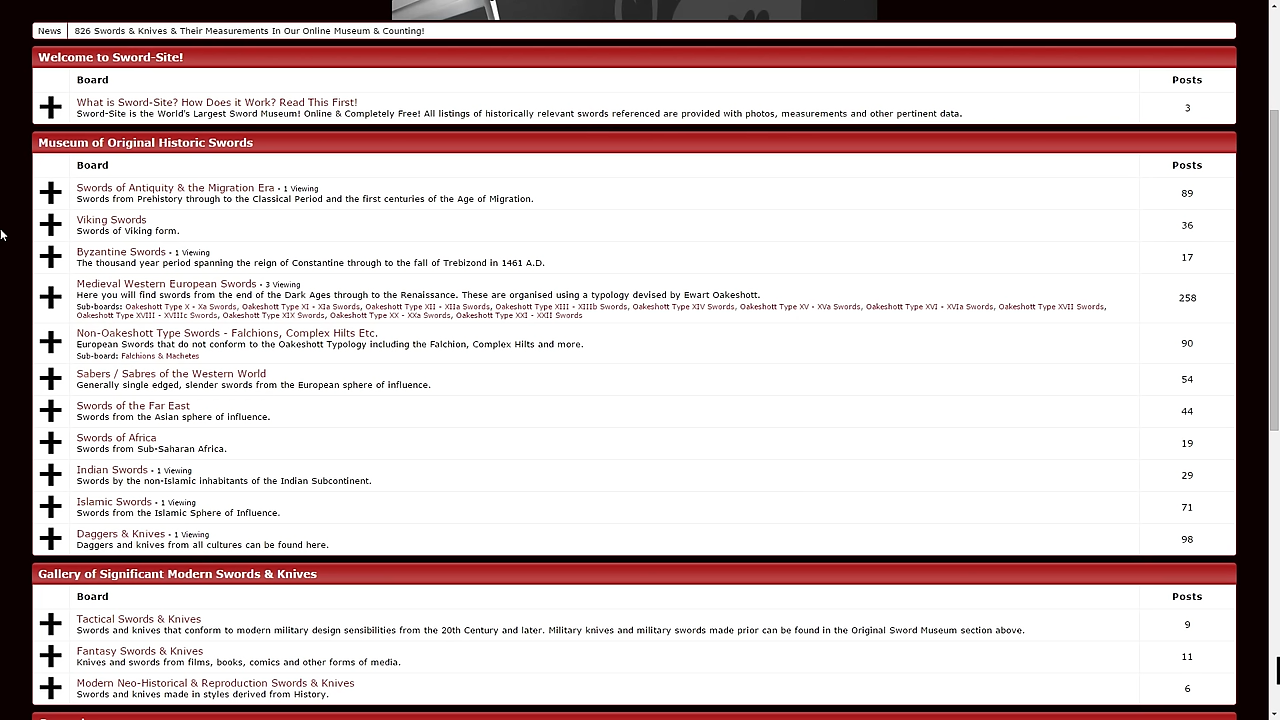 News 826 Swords & Knives & Their Measurements In Our Online Museum & Counting!
Welcome to Sword-Site!
Board Posts
What is Sword-Site? How Does it Work? Read This First!
Sword-Site is the World's Largest Sword Museum! Online & Completely Free! All listings of historically relevant swords referenced are provided with photos, measurements and other pertinent data.
3
Museum of Original Historic Swords
Board Posts
Swords of Antiquity & the Migration Era • 1 Viewing
Swords from Prehistory through to the Classical Period and the first centuries of the Age of Migration.
89
Viking Swords
Swords of Viking form.
36
Byzantine Swords • 1 Viewing
The thousand year period spanning the reign of Constantine through to the fall of Trebizond in 1461 A.D.
17
Medieval Western European Swords • 3 Viewing
Here you will find swords from the end of the Dark Ages through to the Renaissance. These are organised using a typology devised by Ewart Oakeshott.
Sub-boards: Oakeshott Type X - Xa Swords, Oakeshott Type XI - XIa Swords, Oakeshott Type XII - XIIa Swords, Oakeshott Type XIII - XIIIb Swords, Oakeshott Type XIV Swords, Oakeshott Type XV - XVa Swords, Oakeshott Type XVI - XVIa Swords, Oakeshott Type XVII Swords,
Oakeshott Type XVIII - XVIIIc Swords, Oakeshott Type XIX Swords, Oakeshott Type XX - XXa Swords, Oakeshott Type XXI - XXII Swords
258
Non-Oakeshott Type Swords - Falchions, Complex Hilts Etc.
European Swords that do not conform to the Oakeshott Typology including the Falchion, Complex Hilts and more.
Sub-board: Falchions & Machetes
90
Sabers / Sabres of the Western World
Generally single edged, slender swords from the European sphere of influence.
54
Swords of the Far East
Swords from the Asian sphere of influence.
44
Swords of Africa
Swords from Sub-Saharan Africa.
19
Indian Swords • 1 Viewing
Swords by the non-Islamic inhabitants of the Indian Subcontinent.
29
Islamic Swords • 1 Viewing
Swords from the Islamic Sphere of Influence.
71
Daggers & Knives • 1 Viewing
Daggers and knives from all cultures can be found here.
98
Gallery of Significant Modern Swords & Knives
Board Posts
Tactical Swords & Knives
Swords and knives that conform to modern military design sensibilities from the 20th Century and later. Military knives and military swords made prior can be found in the Original Sword Museum section above.
9
Fantasy Swords & Knives
Knives and swords from films, books, comics and other forms of media.
11
Modern Neo-Historical & Reproduction Swords & Knives
Swords and knives made in styles derived from History.
6